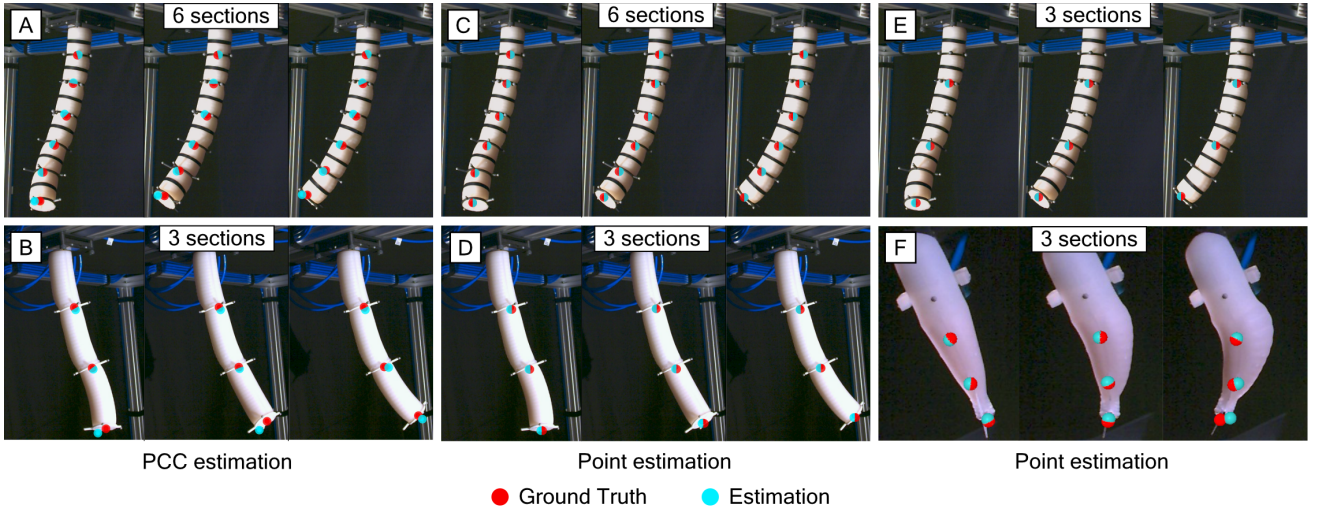 A
6 sections
C
6 sections
E
3 sections
B
3 sections
D
3 sections
F
3 sections
PCC estimation
Point estimation
Point estimation
Ground Truth
Estimation